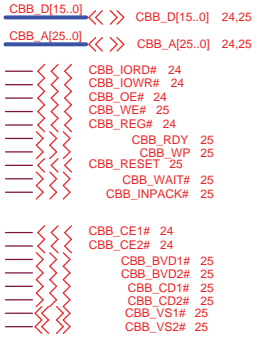 CBB_D[15..0] CBB_D[15..0] 24,25
CBB_A[25..0] CBB_A[25..0] 24,25
CBB_IORD# 24
CBB_IOWR# 24
CBB_OE# 24
CBB_WE# 25
CBB_REG# 24
CBB_RDY 25
CBB_WP 25
CBB_RESET 25
CBB_WAIT# 25
CBB_INPACK# 25
CBB_CE1# 24
CBB_CE2# 24
CBB_BVD1# 25
CBB_BVD2# 25
CBB_CD1# 25
CBB_CD2# 25
CBB_VS1# 25
CBB_VS2# 25